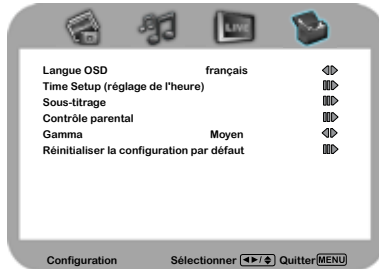 LIVE
Langue OSD français
Time Setup (réglage de l'heure)
Sous-titrage
Contrôle parental
Gamma Moyen
Réinitialiser la configuration par défaut
Configuration Sélectionner Quitter MENU